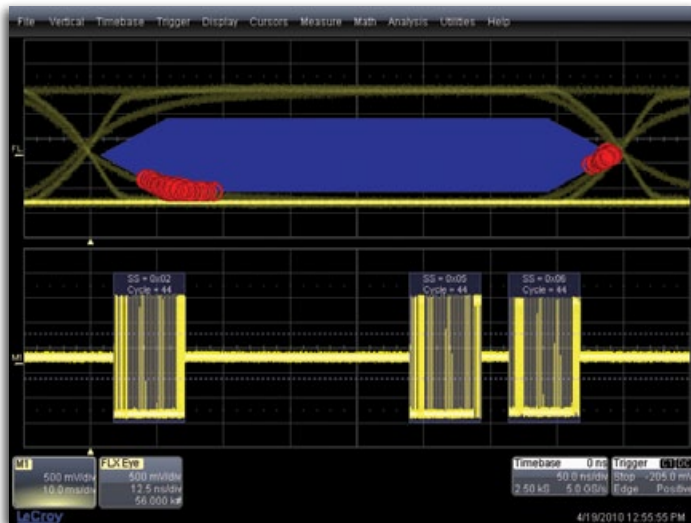 File Vertical Timebase Trigger Display Cursors Measure Math Analysis Utilities Help
FL
SS = 0x02
Cycle = 44
SS = 0x05
Cycle = 44
SS = 0x06
Cycle = 44
M1
M1
500 mV/div
10.0 ms/div
FLX Eye
500 mV/div
12.5 ns/div
56.000 k#
Timebase 0 ns
50.0 ns/div
2.50 kS 5.0 GS/s
Trigger C1 DC
Stop -205.0 mV
Edge Positive
LeCroy
4/19/2010 12:55:55 PM